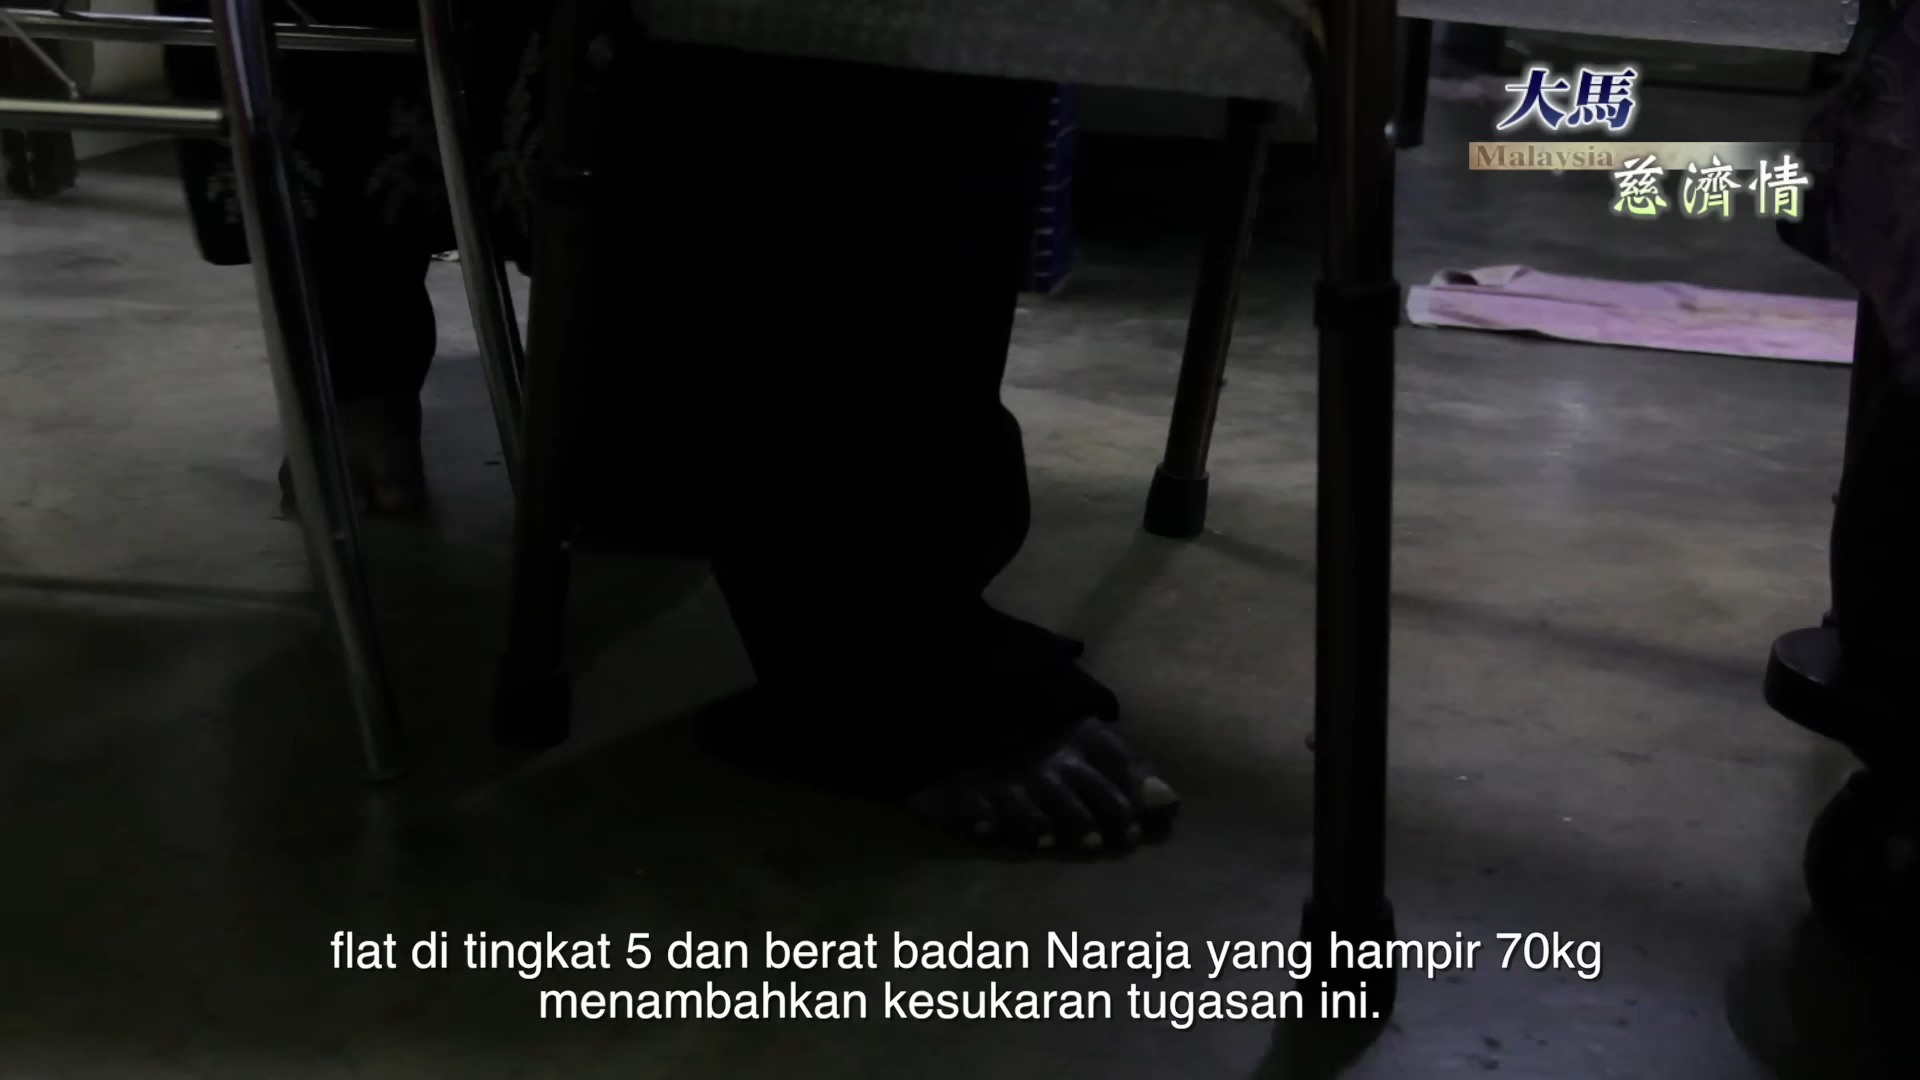 大馬
Malaysia
慈濟情
flat di tingkat 5 dan berat badan Naraja yang hampir 70kg
menambahkan kesukaran tugasan ini.